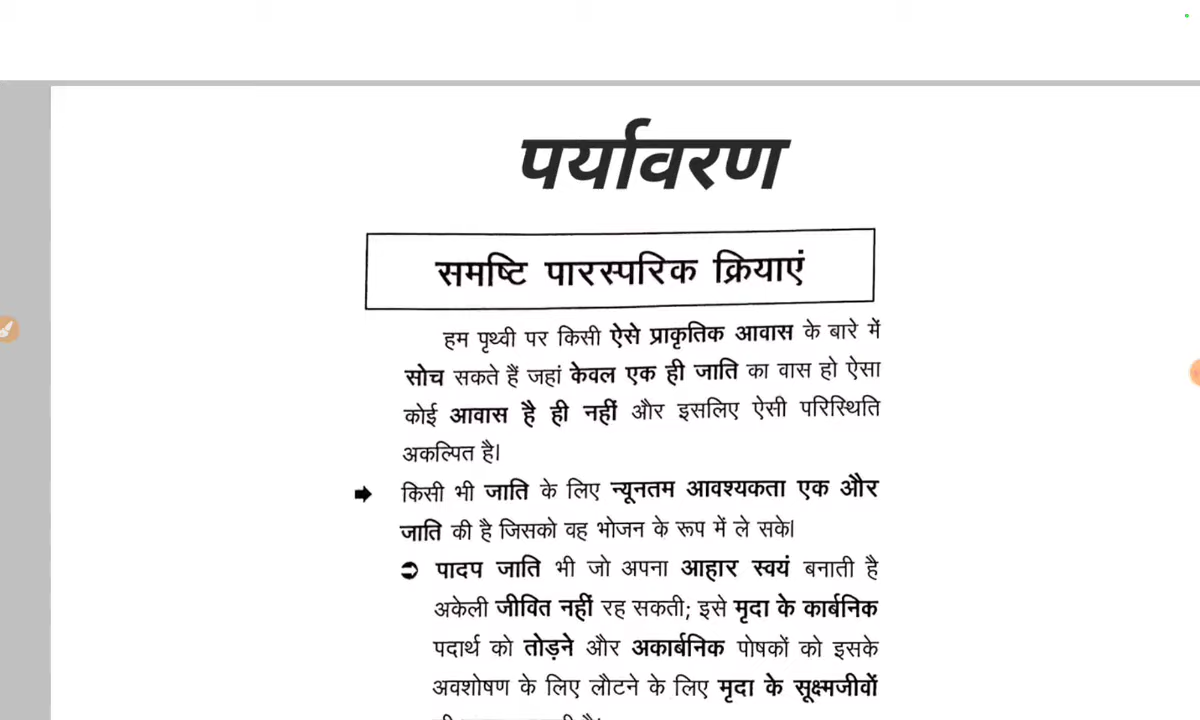 पर्यावरण
समष्टि पारस्परिक क्रियाएं
हम पृथ्वी पर किसी ऐसे प्राकृतिक आवास के बारे में
सोच सकते हैं जहां केवल एक ही जाति का वास हो ऐसा
कोई आवास है ही नहीं और इसलिए ऐसी परिस्थिति
अकल्पित है।
किसी भी जाति के लिए न्यूनतम आवश्यकता एक और
जाति की है जिसको वह भोजन के रूप में ले सके।
पादप जाति भी जो अपना आहार स्वयं बनाती है
अकेली जीवित नहीं रह सकती; इसे मृदा के कार्बनिक
पदार्थ को तोड़ने और अकार्बनिक पोषकों को इसके
अवशोषण के लिए लौटने के लिए मृदा के सूक्ष्मजीवों